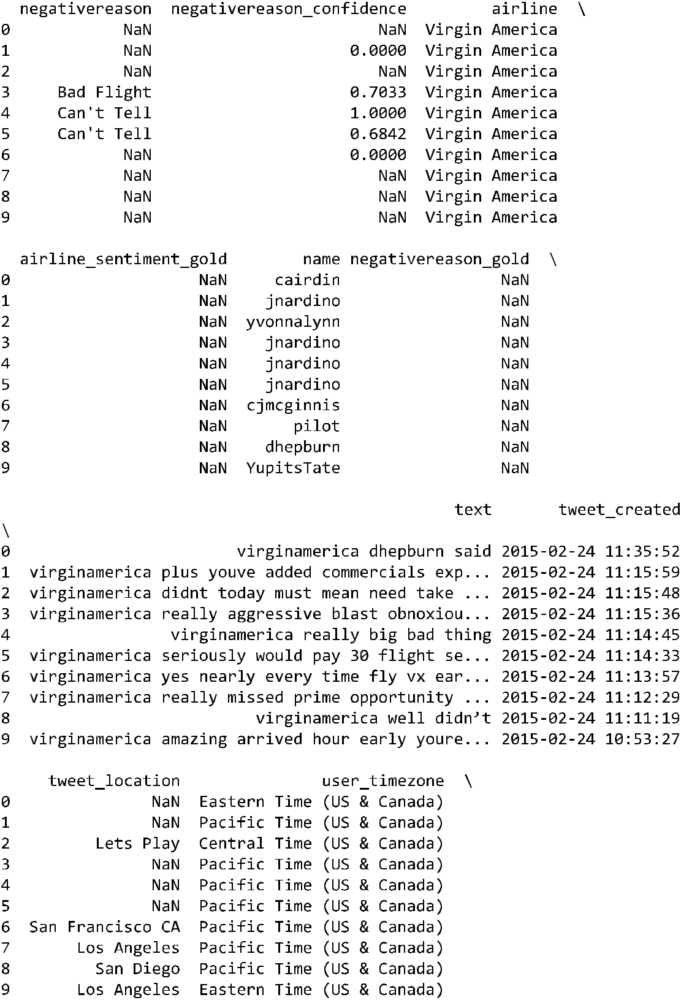 negativereason  negativereason_confidence         airline  \
0            NaN                        NaN  Virgin America
1            NaN                     0.0000  Virgin America
2            NaN                        NaN  Virgin America
3     Bad Flight                     0.7033  Virgin America
4     Can't Tell                     1.0000  Virgin America
5     Can't Tell                     0.6842  Virgin America
6            NaN                     0.0000  Virgin America
7            NaN                        NaN  Virgin America
8            NaN                        NaN  Virgin America
9            NaN                        NaN  Virgin America
  airline_sentiment_gold        name negativereason_gold  \
0                    NaN     cairdin                 NaN
1                    NaN    jnardino                 NaN
2                    NaN  yvonnalynn                 NaN
3                    NaN    jnardino                 NaN
4                    NaN    jnardino                 NaN
5                    NaN    jnardino                 NaN
6                    NaN  cjmcginnis                 NaN
7                    NaN       pilot                 NaN
8                    NaN    dhepburn                 NaN
9                    NaN  YupitsTate                 NaN
                                                text       tweet_created
\
0                         virginamerica dhepburn said 2015-02-24 11:35:52
1  virginamerica plus youve added commercials exp... 2015-02-24 11:15:59
2  virginamerica didnt today must mean need take ... 2015-02-24 11:15:48
3  virginamerica really aggressive blast obnoxiou... 2015-02-24 11:15:36
4                 virginamerica really big bad thing 2015-02-24 11:14:45
5  virginamerica seriously would pay 30 flight se... 2015-02-24 11:14:33
6  virginamerica yes nearly every time fly vx ear... 2015-02-24 11:13:57
7  virginamerica really missed prime opportunity ... 2015-02-24 11:12:29
8                          virginamerica well didn’t 2015-02-24 11:11:19
9  virginamerica amazing arrived hour early youre... 2015-02-24 10:53:27
     tweet_location               user_timezone  \
0               NaN  Eastern Time (US & Canada)
1               NaN  Pacific Time (US & Canada)
2         Lets Play  Central Time (US & Canada)
3               NaN  Pacific Time (US & Canada)
4               NaN  Pacific Time (US & Canada)
5               NaN  Pacific Time (US & Canada)
6  San Francisco CA  Pacific Time (US & Canada)
7       Los Angeles  Pacific Time (US & Canada)
8         San Diego  Pacific Time (US & Canada)
9       Los Angeles  Eastern Time (US & Canada)